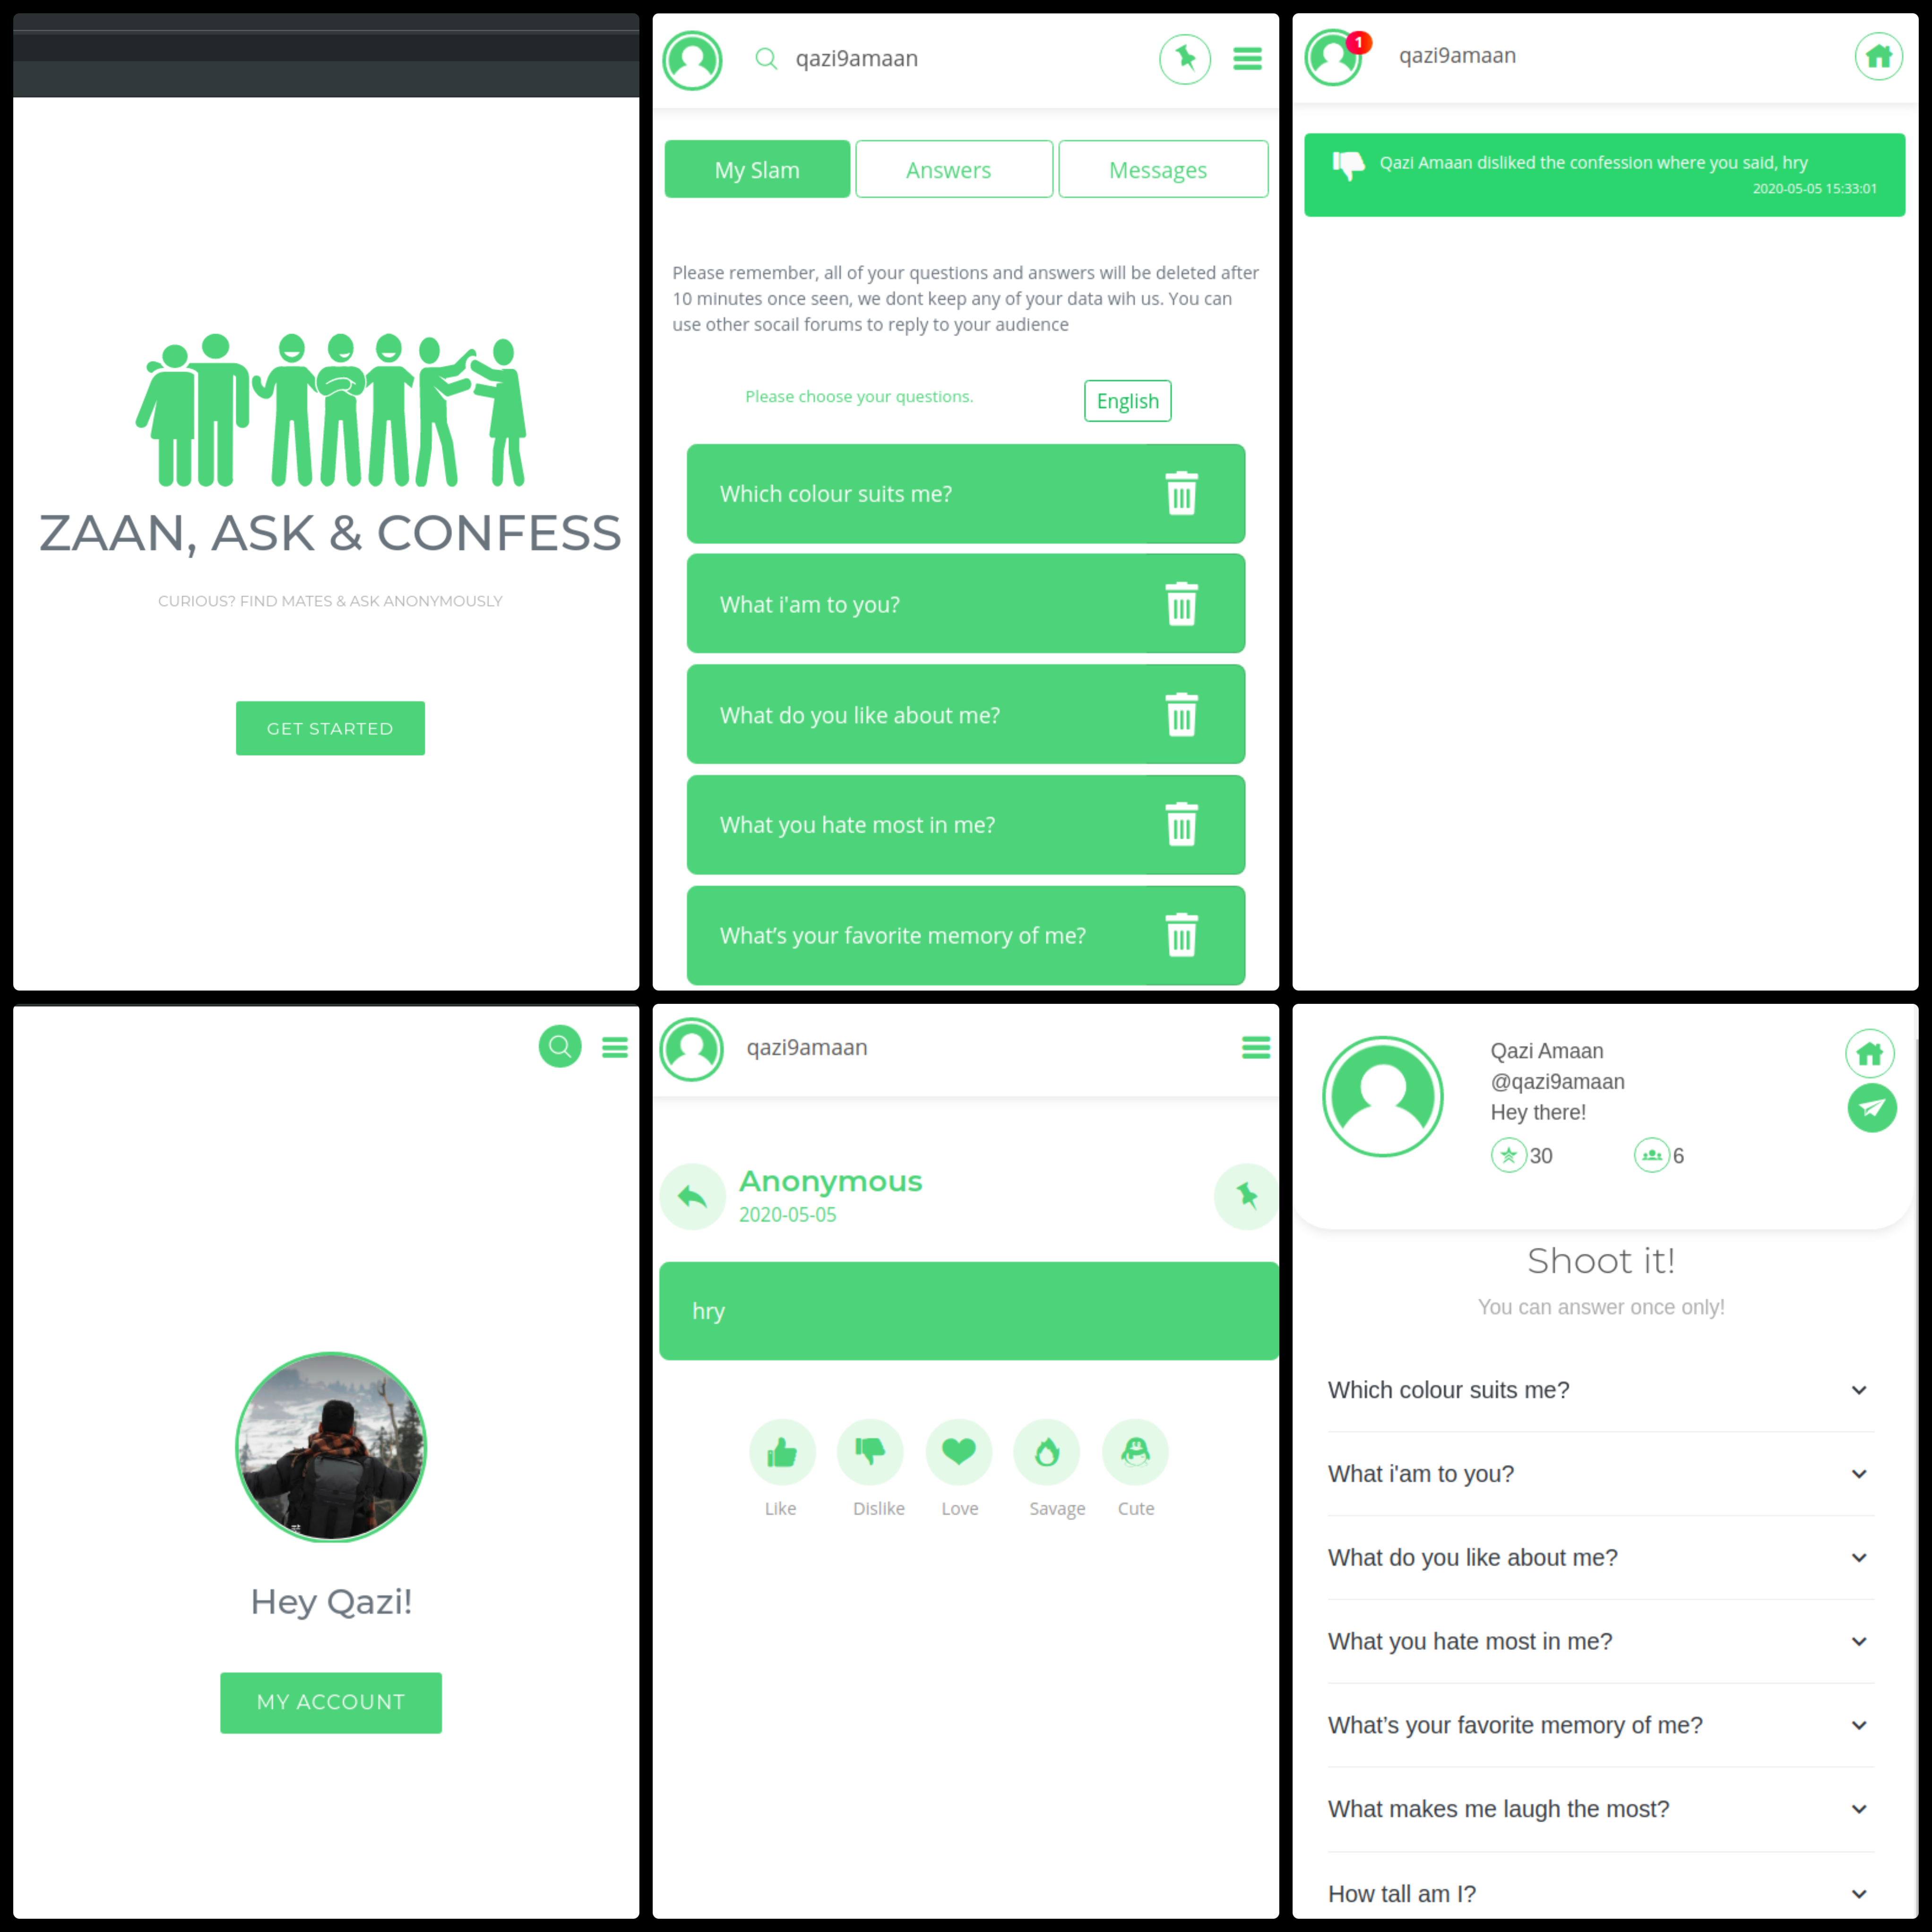 ZAAN, ASK & CONFESS
CURIOUS? FIND MATES & ASK ANONYMOUSLY
GET STARTED
qazi9amaan
My Slam
Answers
Messages
Please remember, all of your questions and answers will be deleted after
10 minutes once seen, we dont keep any of your data wih us. You can
use other socail forums to reply to your audience
Please choose your questions.
English
Which colour suits me?
What i'am to you?
What do you like about me?
What you hate most in me?
What’s your favorite memory of me?
1
qazi9amaan
Qazi Amaan disliked the confession where you said, hry
2020-05-05 15:33:01
Hey Qazi!
MY ACCOUNT
qazi9amaan
Anonymous
2020-05-05
hry
Like
Dislike
Love
Savage
Cute
Qazi Amaan
@qazi9amaan
Hey there!
30
6
Shoot it!
You can answer once only!
Which colour suits me?
What i'am to you?
What do you like about me?
What you hate most in me?
What’s your favorite memory of me?
What makes me laugh the most?
How tall am I?